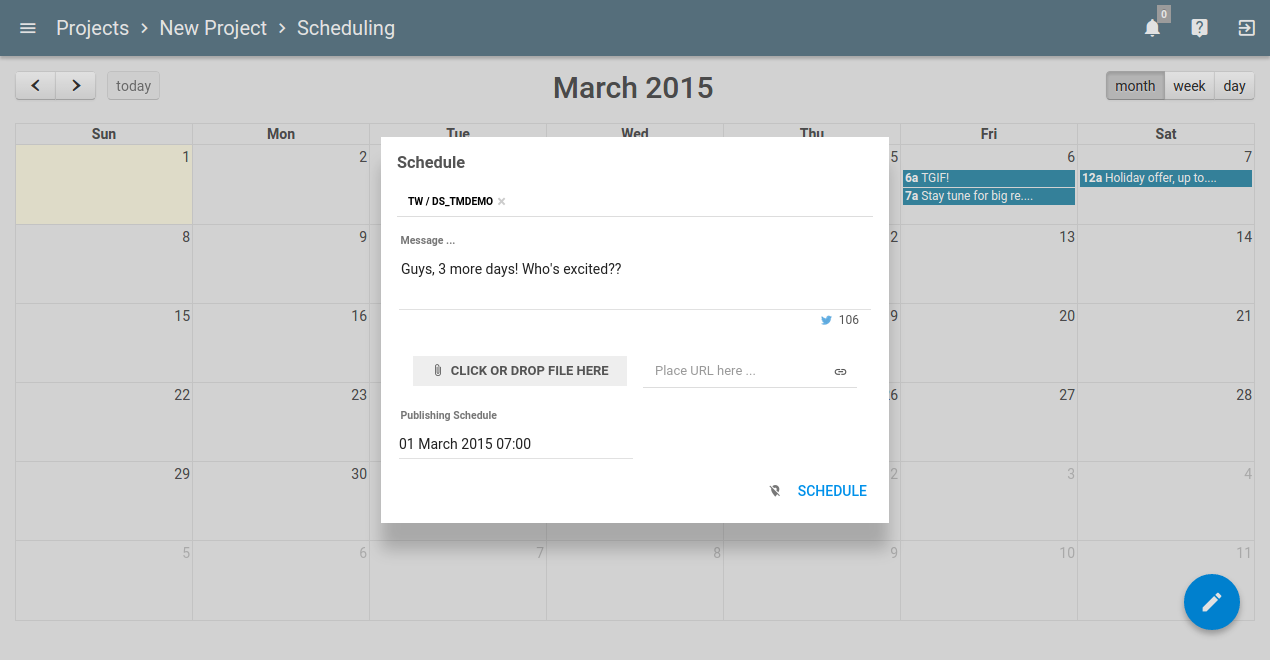 Projects > New Project > Scheduling
0
today
March 2015
month week day
Sun Mon Tue Wed Thu Fri Sat
1 2 5 6 7
6a TGIF!
12a Holiday offer, up to....
7a Stay tune for big re....
Schedule
TW / DS_TMDEMO ×
Message ...
Guys, 3 more days! Who's excited??
106
CLICK OR DROP FILE HERE
Place URL here ...
Publishing Schedule
01 March 2015 07:00
SCHEDULE
8 9 2 13 14
15 16 9 20 21
22 23 6 27 28
29 30 2 3 4
5 6 7 8 9 10 11